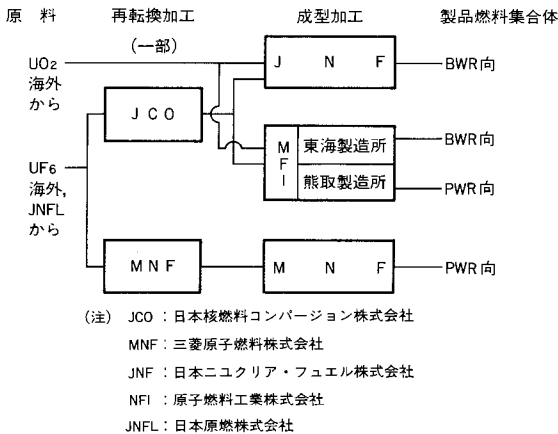 原料 再転換加工 成型加工 製品燃料集合体
(一部)
UO2
海外
から
JNF
BWR向
JCO
MFI
東海製造所
BWR向
熊取製造所
PWR向
UF6
海外,
JNFL
から
MNF
MNF
PWR向
(注) JCO:日本核燃料コンバージョン株式会社
MNF:三菱原子燃料株式会社
JNF:日本ニユクリア・フュエル株式会社
NFI:原子燃料工業株式会社
JNFL:日本原燃株式会社